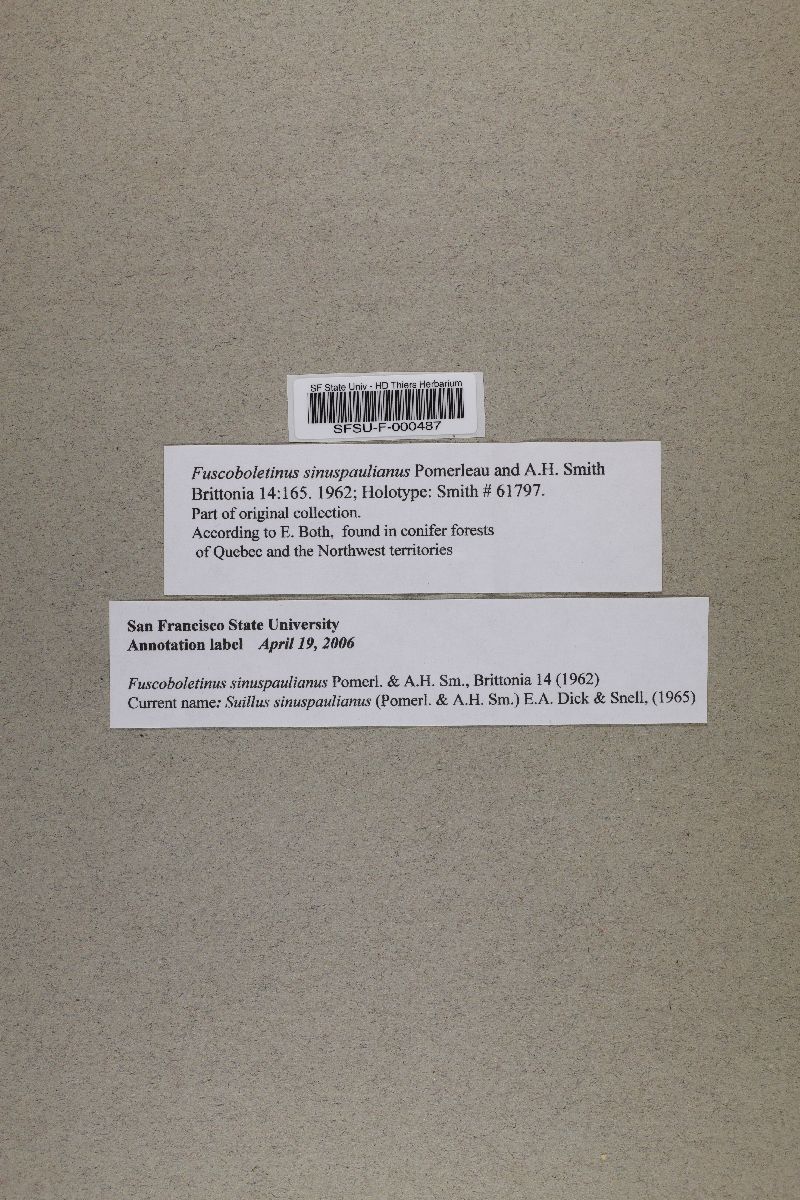 SF State Univ - HD Thiers Herbarium
SFSU-F-000487
Fuscoboletinus sinuspaulianus Pomerleau and A.H. Smith
Brittonia 14:165. 1962; Holotype: Smith # 61797.
Part of original collection.
According to E. Both, found in conifer forests
of Quebec and the Northwest territories
San Francisco State University
Annotation label April 19, 2006
Fuscoboletinus sinuspaulianus Pomerl. & A.H. Sm., Brittonia 14 (1962)
Current name: Suillus sinuspaulianus (Pomerl. & A.H. Sm.) E.A. Dick & Snell, (1965)